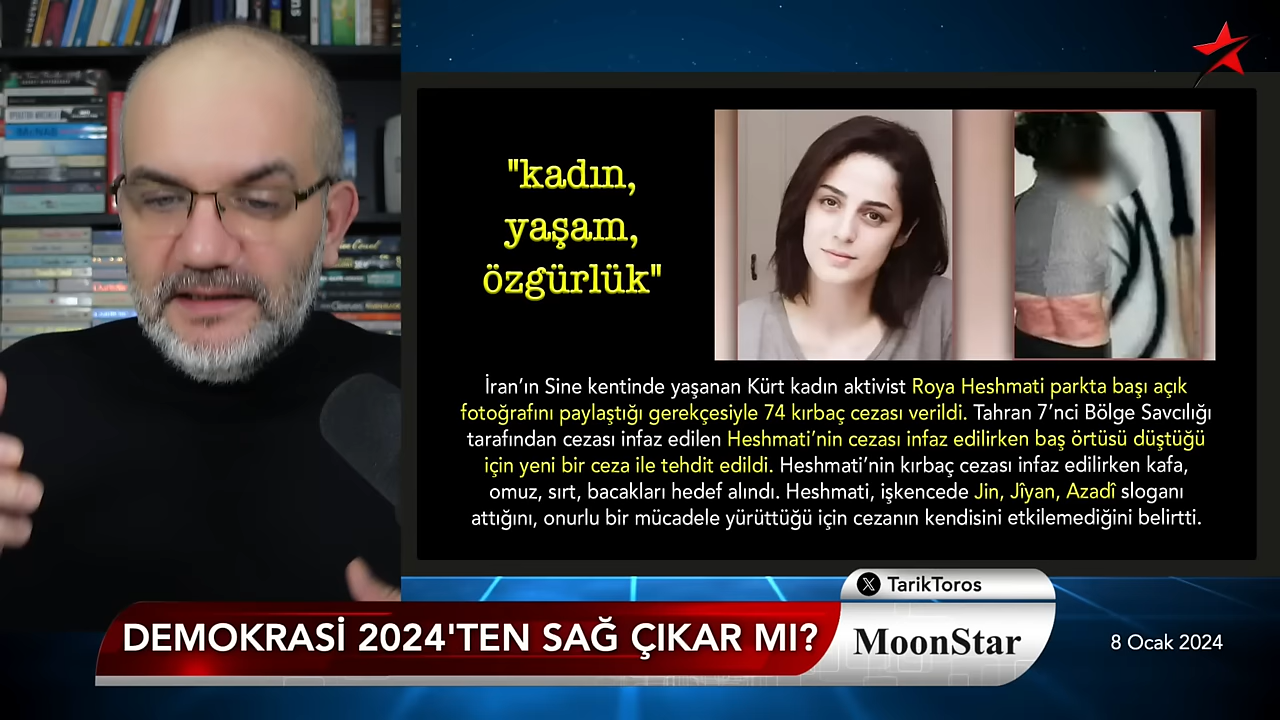 "kadın,
yaşam,
özgürlük"
İran'ın Sine kentinde yaşanan Kürt kadın aktivist Roya Heshmati parkta başı açık
fotoğrafını paylaştığı gerekçesiyle 74 kırbaç cezası verildi. Tahran 7'nci Bölge Savcılığı
tarafından cezası infaz edilen Heshmati'nin cezası infaz edilirken baş örtüsü düştüğü
için yeni bir ceza ile tehdit edildi. Heshmati'nin kırbaç cezası infaz edilirken kafa,
omuz, sırt, bacakları hedef alındı. Heshmati, işkencede Jin, Jîyan, Azadî sloganı
attığını, onurlu bir mücadele yürüttüğü için cezanın kendisini etkilemediğini belirtti.
X TarikToros
DEMOKRASİ 2024'TEN SAĞ ÇIKAR MI?
MoonStar
8 Ocak 2024